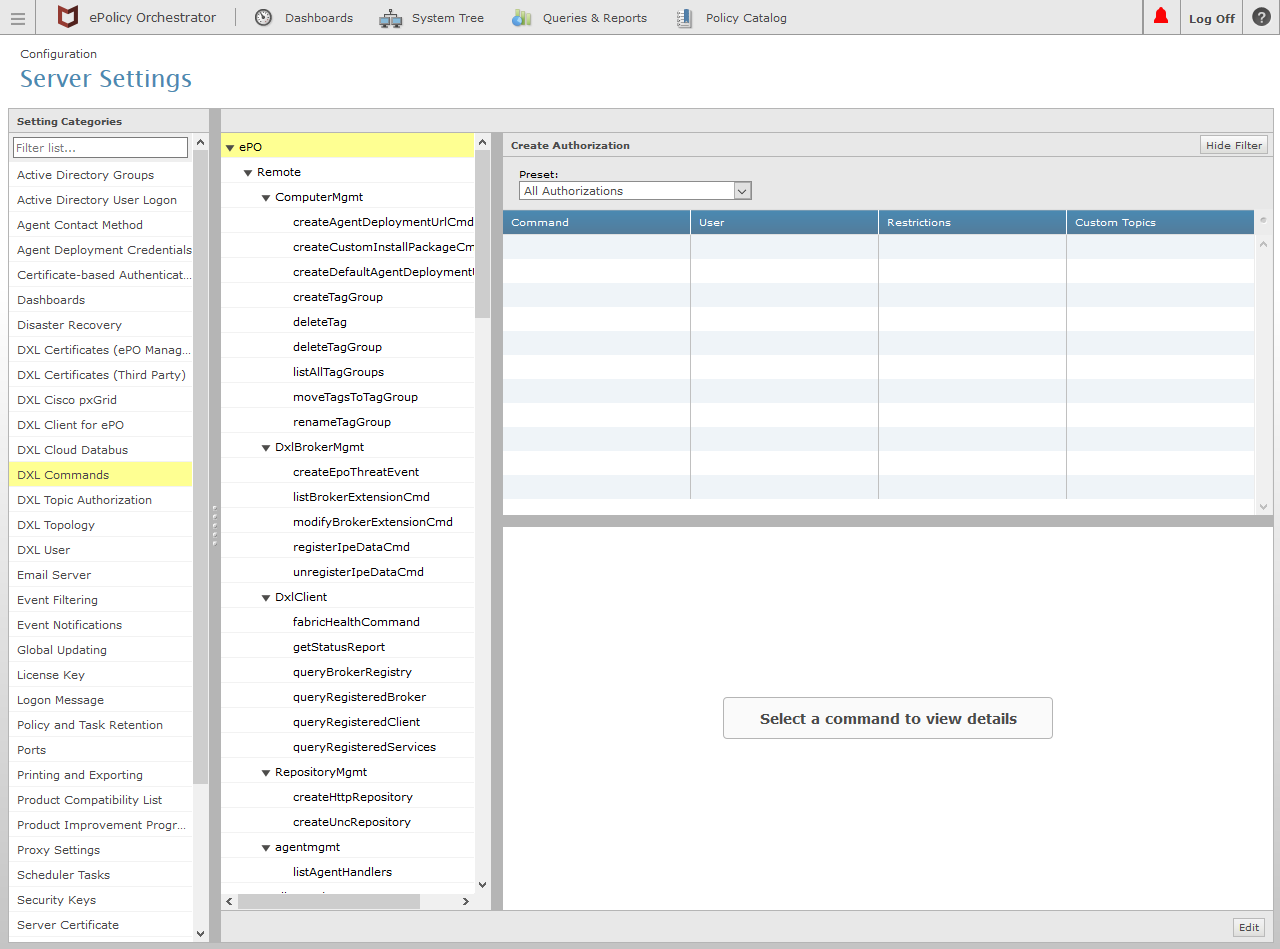 ePolicy Orchestrator
Dashboards
System Tree
Queries & Reports
Policy Catalog
Log Off
?
Configuration
Server Settings
Setting Categories
Filter list...
Active Directory Groups
Active Directory User Logon
Agent Contact Method
Agent Deployment Credentials
Certificate-based Authenticat...
Dashboards
Disaster Recovery
DXL Certificates (ePO Manag...
DXL Certificates (Third Party)
DXL Cisco pxGrid
DXL Client for ePO
DXL Cloud Databus
DXL Commands
DXL Topic Authorization
DXL Topology
DXL User
Email Server
Event Filtering
Event Notifications
Global Updating
License Key
Logon Message
Policy and Task Retention
Ports
Printing and Exporting
Product Compatibility List
Product Improvement Progr...
Proxy Settings
Scheduler Tasks
Security Keys
Server Certificate
ePO
Remote
ComputerMgmt
createAgentDeploymentUrlCmd
createCustomInstallPackageCm
createDefaultAgentDeployment
createTagGroup
deleteTag
deleteTagGroup
listAllTagGroups
moveTagsToTagGroup
renameTagGroup
DxlBrokerMgmt
createEpoThreatEvent
listBrokerExtensionCmd
modifyBrokerExtensionCmd
registerIpeDataCmd
unregisterIpeDataCmd
DxlClient
fabricHealthCommand
getStatusReport
queryBrokerRegistry
queryRegisteredBroker
queryRegisteredClient
queryRegisteredServices
RepositoryMgmt
createHttpRepository
createUncRepository
agentmgmt
listAgentHandlers
Create Authorization
Hide Filter
Preset:
All Authorizations
Command
User
Restrictions
Custom Topics
Select a command to view details
Edit